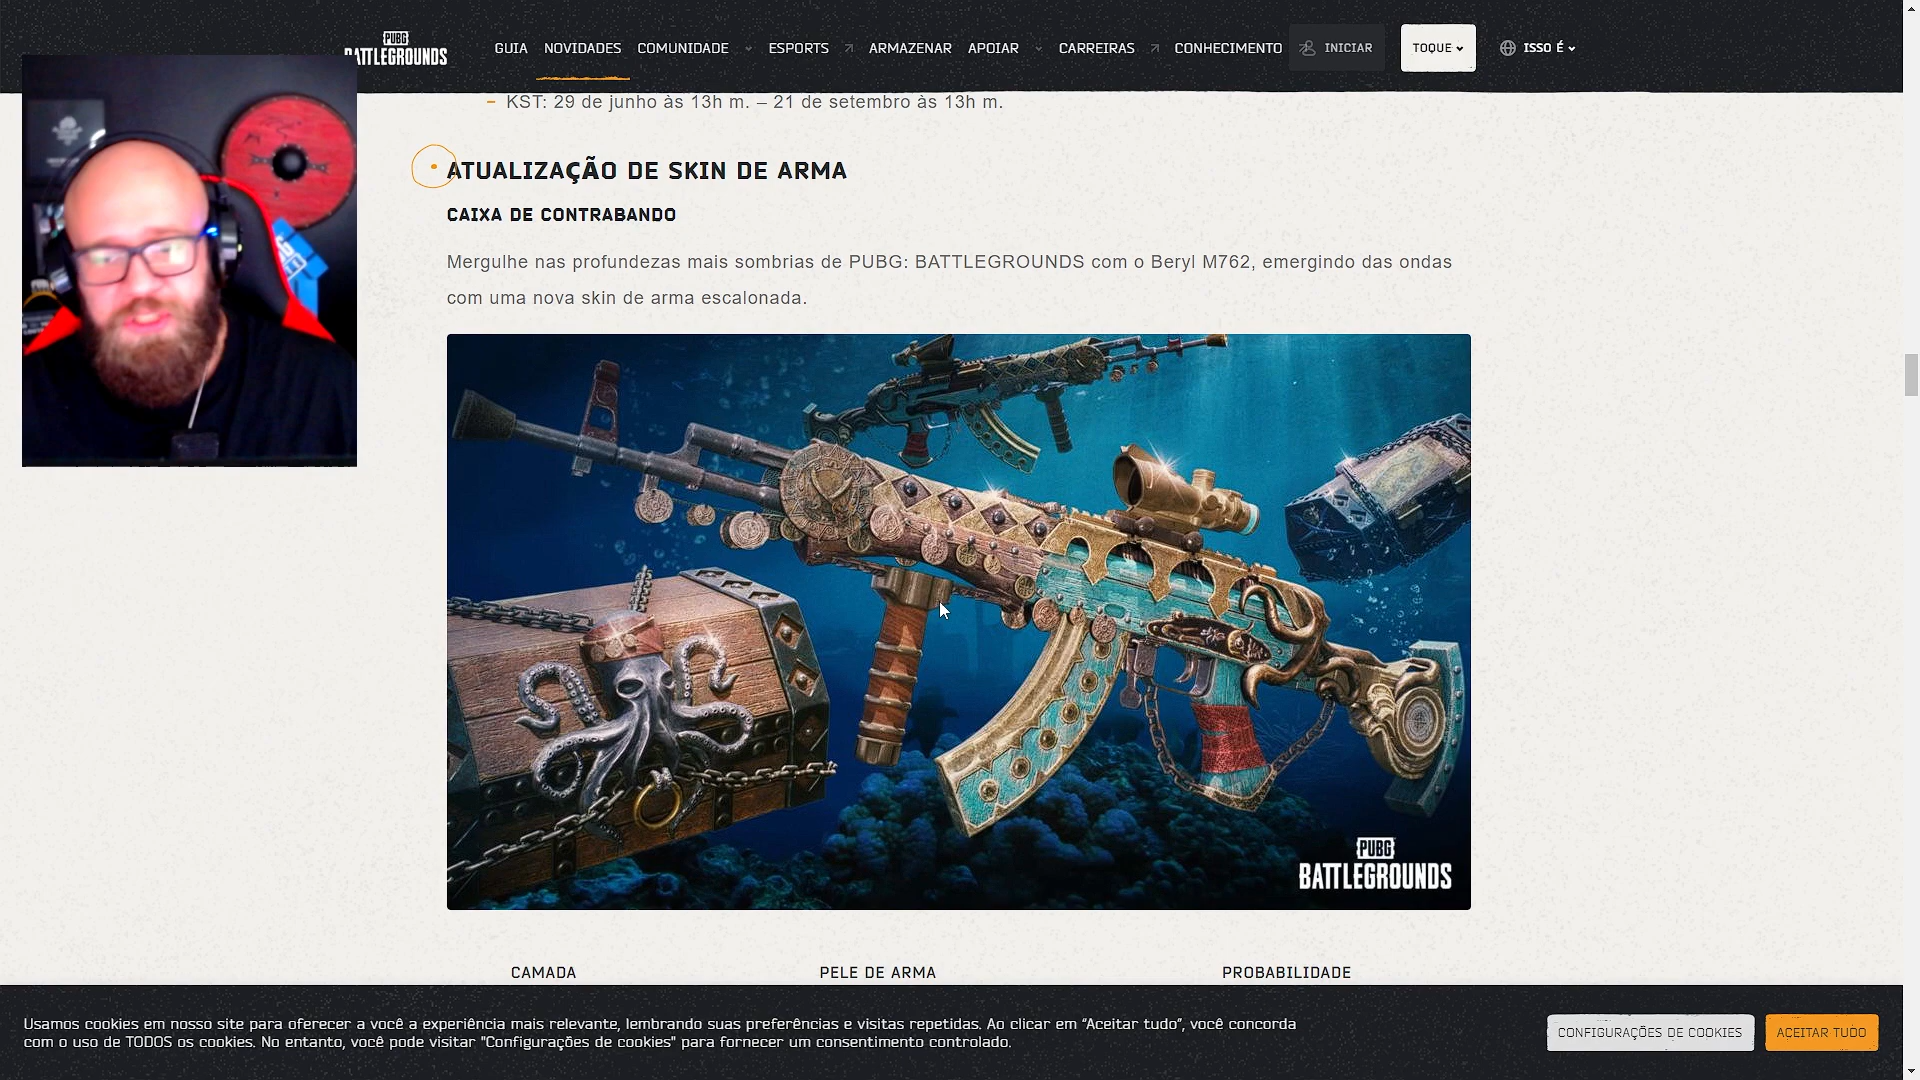 PUBG
BATTLEGROUNDS
GUIA
NOVIDADES
COMUNIDADE
ESPORTS
ARMAZENAR
APOIAR
CARREIRAS
CONHECIMENTO
INICIAR
TOQUE
ISSO É
– KST: 29 de junho às 13h m. – 21 de setembro às 13h m.
ATUALIZAÇÃO DE SKIN DE ARMA
CAIXA DE CONTRABANDO
Mergulhe nas profundezas mais sombrias de PUBG: BATTLEGROUNDS com o Beryl M762, emergindo das ondas
com uma nova skin de arma escalonada.
PUBG
BATTLEGROUNDS
CAMADA
PELE DE ARMA
PROBABILIDADE
Usamos cookies em nosso site para oferecer a você a experiência mais relevante, lembrando suas preferências e visitas repetidas. Ao clicar em “Aceitar tudo”, você concorda
com o uso de TODOS os cookies. No entanto, você pode visitar "Configurações de cookies" para fornecer um consentimento controlado.
CONFIGURAÇÕES DE COOKIES
ACEITAR TUDO